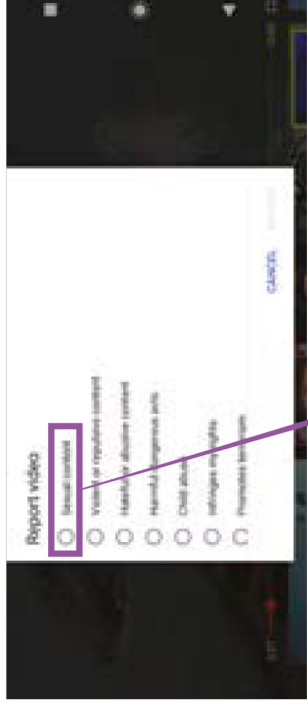 Report video
Sexual content
Violent or repulsive content
Hateful or abusive content
Harmful dangerous acts
Child abuse
Infringes my rights
Promotes terrorism
CANCEL